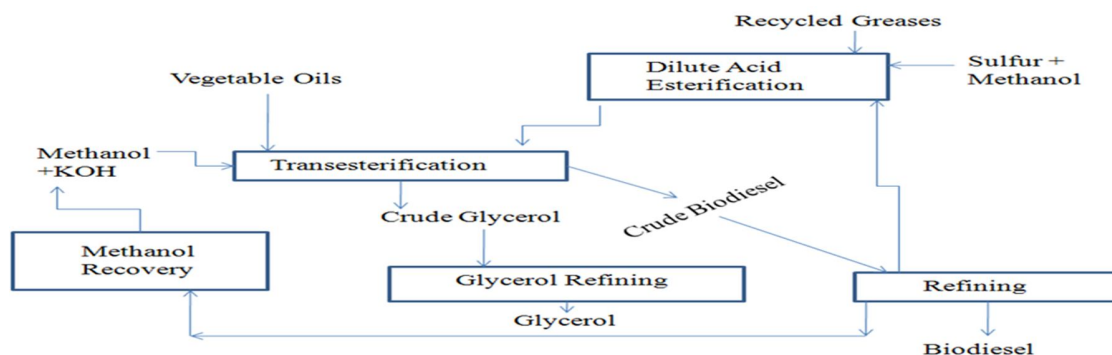 Recycled Greases
Dilute Acid
Esterification
Sulfur +
Methanol
Vegetable Oils
Methanol
+KOH
Transesterification
Crude Glycerol
Crude Biodiesel
Methanol
Recovery
Glycerol Refining
Refining
Glycerol
Biodiesel